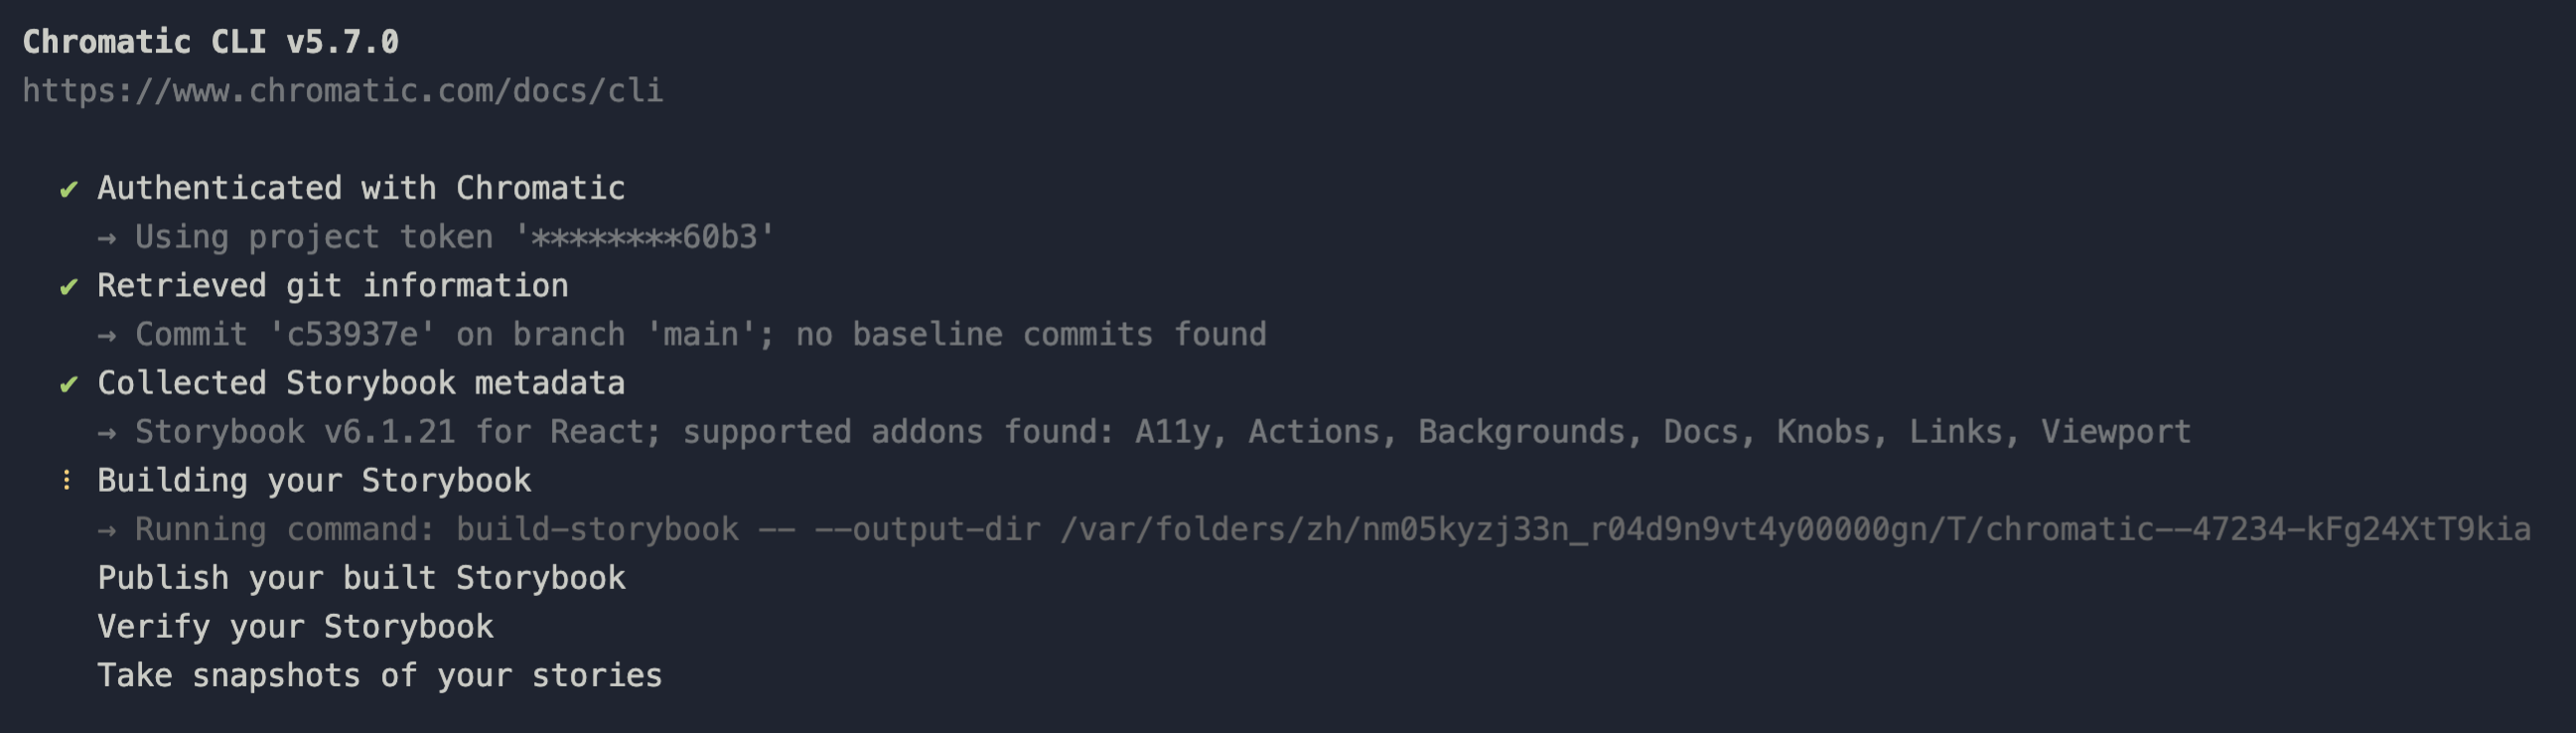 Chromatic CLI v5.7.0
https://www.chromatic.com/docs/cli
✔ Authenticated with Chromatic
→ Using project token '********60b3'
✔ Retrieved git information
→ Commit 'c53937e' on branch 'main'; no baseline commits found
✔ Collected Storybook metadata
→ Storybook v6.1.21 for React; supported addons found: A11y, Actions, Backgrounds, Docs, Knobs, Links, Viewport
⋮ Building your Storybook
→ Running command: build-storybook -- --output-dir /var/folders/zh/nm05kyzj33n_r04d9n9vt4y00000gn/T/chromatic--47234-kFg24XtT9kia
Publish your built Storybook
Verify your Storybook
Take snapshots of your stories